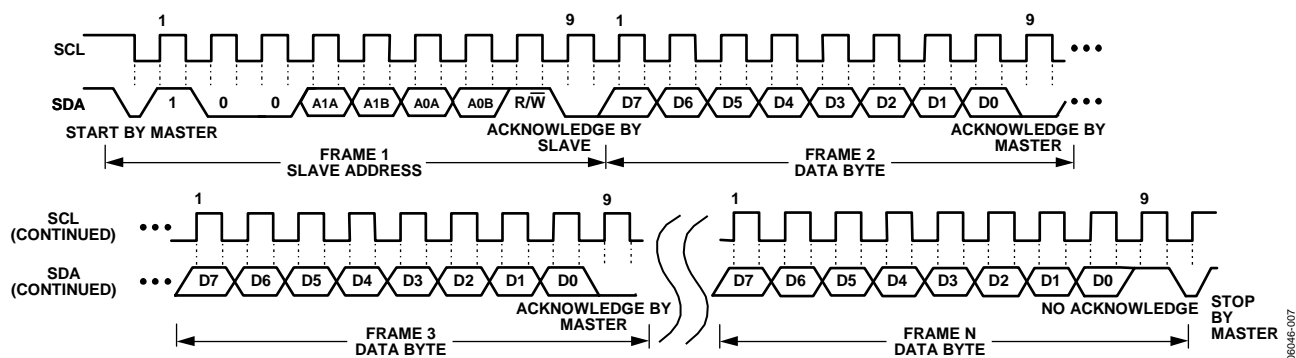 1 9 1 9
SCL
SDA 1 0 0 A1A A1B A0A A0B R/W̅ D7 D6 D5 D4 D3 D2 D1 D0
START BY MASTER
ACKNOWLEDGE BY
SLAVE
ACKNOWLEDGE BY
MASTER
FRAME 1
SLAVE ADDRESS
FRAME 2
DATA BYTE
1 9 1 9
SCL
(CONTINUED)
SDA
(CONTINUED)
D7 D6 D5 D4 D3 D2 D1 D0 D7 D6 D5 D4 D3 D2 D1 D0
ACKNOWLEDGE BY
MASTER
NO ACKNOWLEDGE
STOP
BY
MASTER
FRAME 3
DATA BYTE
FRAME N
DATA BYTE
06046-007